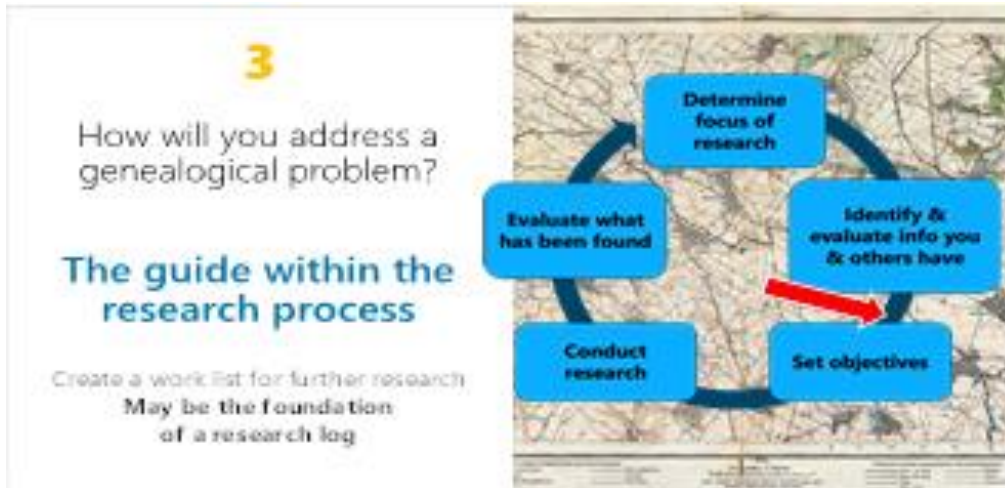 3
How will you address a
genealogical problem?
The guide within the
research process
Create a work list for further research
May be the foundation
of a research log
Determine
focus of
research
Identify &
evaluate info you
& others have
Set objectives
Conduct
research
Evaluate what
has been found